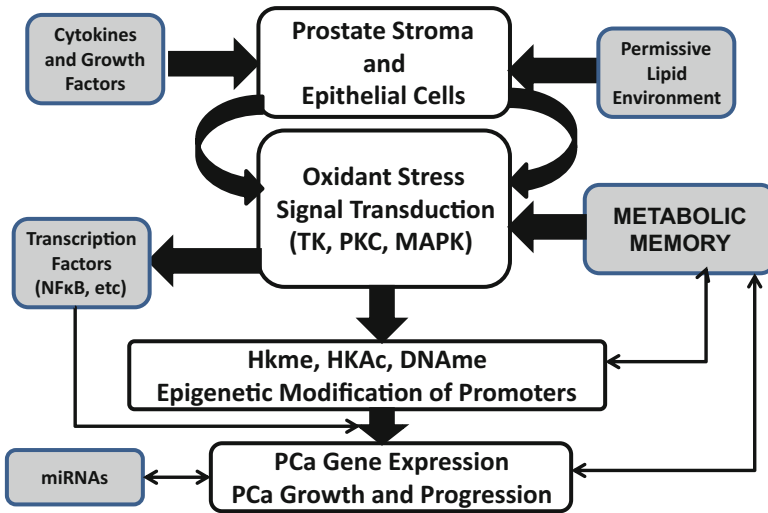 Cytokines
and Growth
Factors
Prostate Stroma
and
Epithelial Cells
Permissive
Lipid
Environment
Oxidant Stress
Signal Transduction
(TK, PKC, MAPK)
METABOLIC
MEMORY
Transcription
Factors
(NFκB, etc)
Hkme, HKAc, DNAme
Epigenetic Modification of Promoters
miRNAs
PCa Gene Expression
PCa Growth and Progression